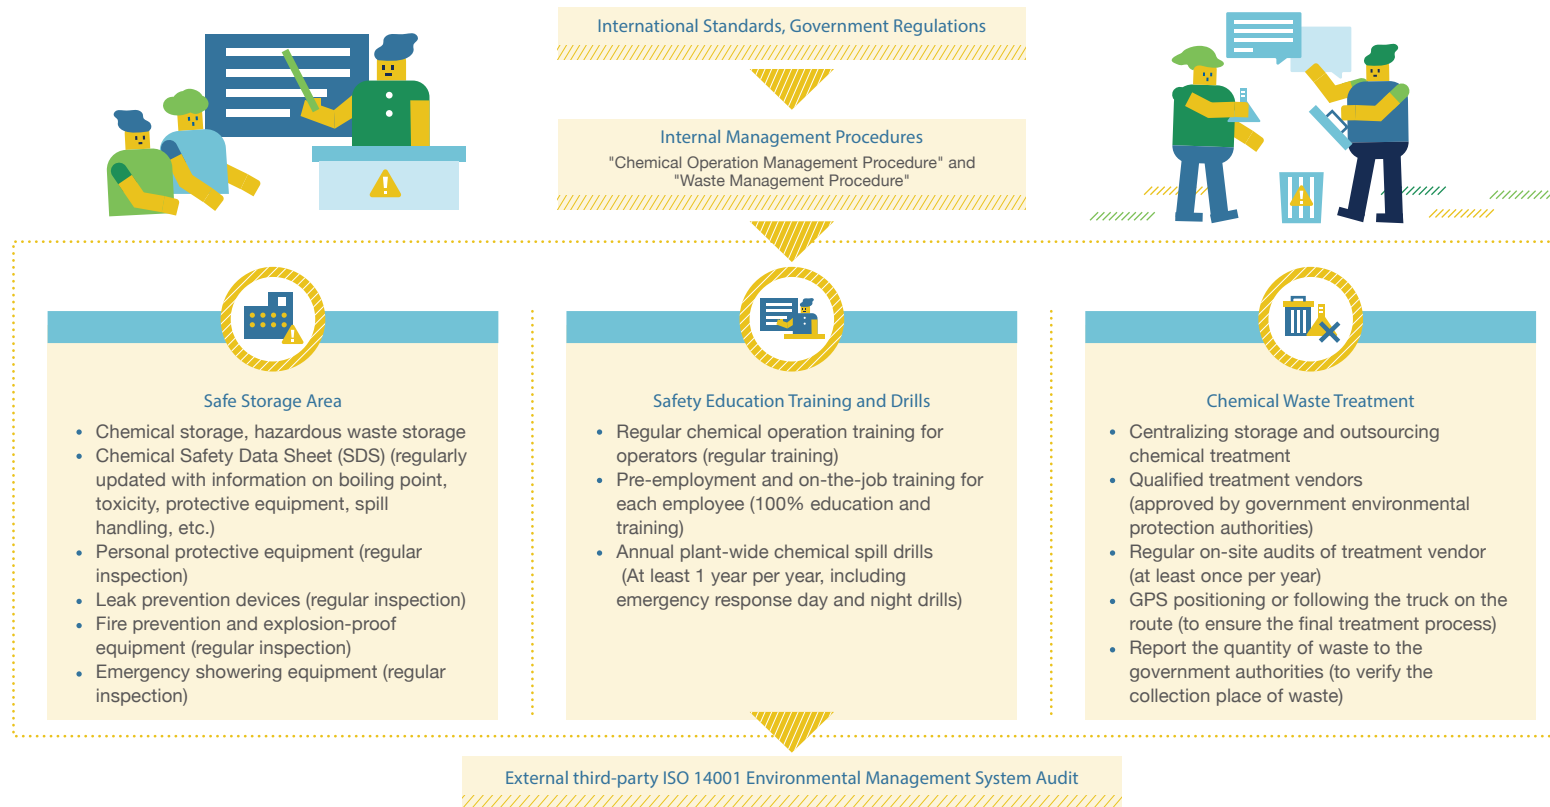 International Standards, Government Regulations
Internal Management Procedures
"Chemical Operation Management Procedure" and
"Waste Management Procedure"
Safe Storage Area
• Chemical storage, hazardous waste storage
• Chemical Safety Data Sheet (SDS) (regularly
updated with information on boiling point,
toxicity, protective equipment, spill
handling, etc.)
• Personal protective equipment (regular
inspection)
• Leak prevention devices (regular inspection)
• Fire prevention and explosion-proof
equipment (regular inspection)
• Emergency showering equipment (regular
inspection)
Safety Education Training and Drills
• Regular chemical operation training for
operators (regular training)
• Pre-employment and on-the-job training for
each employee (100% education and
training)
• Annual plant-wide chemical spill drills
(At least 1 year per year, including
emergency response day and night drills)
Chemical Waste Treatment
• Centralizing storage and outsourcing
chemical treatment
• Qualified treatment vendors
(approved by government environmental
protection authorities)
• Regular on-site audits of treatment vendor
(at least once per year)
• GPS positioning or following the truck on the
route (to ensure the final treatment process)
• Report the quantity of waste to the
government authorities (to verify the
collection place of waste)
External third-party ISO 14001 Environmental Management System Audit